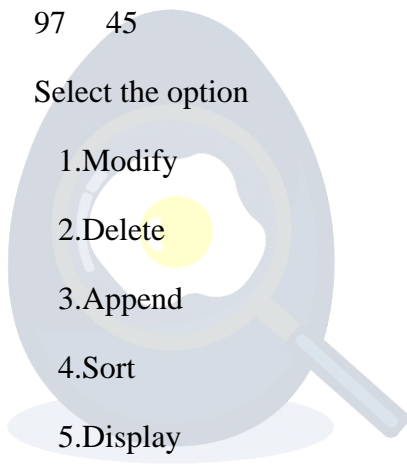 97 45
Select the option
1.Modify
2.Delete
3.Append
4.Sort
5.Display